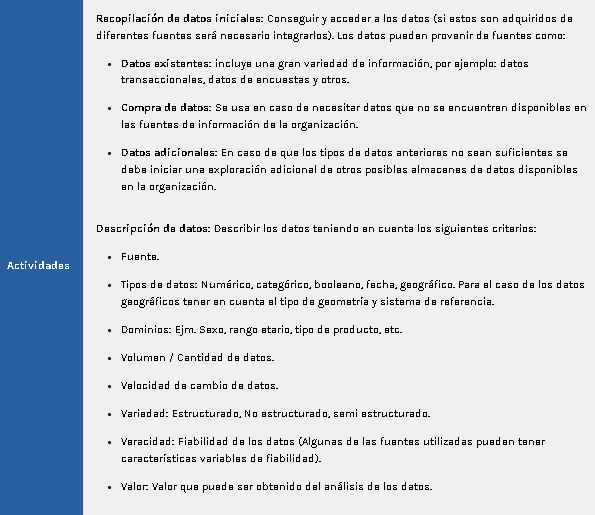 Actividades
Recopilación de datos iniciales: Conseguir y acceder a los datos (si estos son adquiridos de
diferentes fuentes será necesario integrarlos). Los datos pueden provenir de fuentes como:
• Datos existentes: incluye una gran variedad de información, por ejemplo: datos
transaccionales, datos de encuestas y otros.
• Compra de datos: Se usa en caso de necesitar datos que no se encuentren disponibles en
las fuentes de información de la organización.
• Datos adicionales: En caso de que los tipos de datos anteriores no sean suficientes se
debe iniciar una exploración adicional de otros posibles almacenes de datos disponibles
en la organización.
Descripción de datos: Describir los datos teniendo en cuenta los siguientes criterios:
• Fuente.
• Tipos de datos: Numérico, categórico, booleano, fecha, geográfico. Para el caso de los datos
geográficos tener en cuenta el tipo de geometría y sistema de referencia.
• Dominios: Ejm. Sexo, rango etario, tipo de producto, etc.
• Volumen / Cantidad de datos.
• Velocidad de cambio de datos.
• Variedad: Estructurado, No estructurado, semi estructurado.
• Veracidad: Fiabilidad de los datos (Algunas de las fuentes utilizadas pueden tener
características variables de fiabilidad).
• Valor: Valor que puede ser obtenido del análisis de los datos.